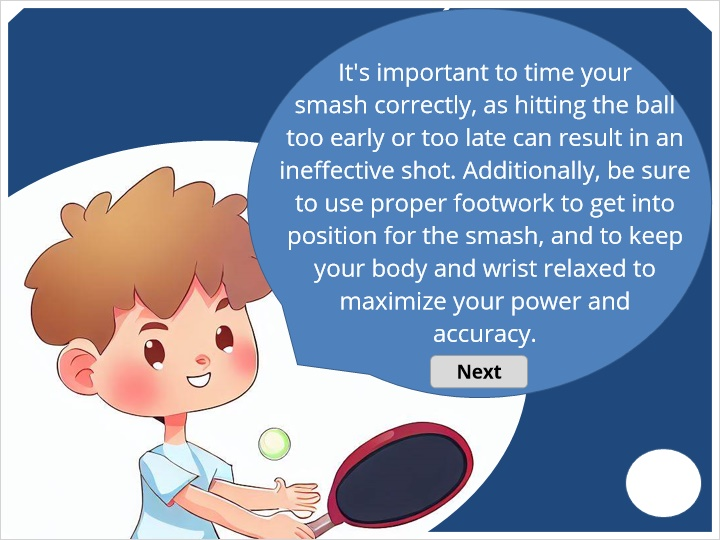 It's important to time your
smash correctly, as hitting the ball
too early or too late can result in an
ineffective shot. Additionally, be sure
to use proper footwork to get into
position for the smash, and to keep
your body and wrist relaxed to
maximize your power and
accuracy.
Next